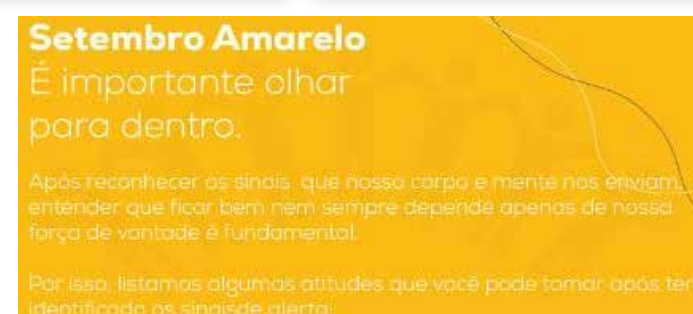 Setembro Amarelo
É importante olhar
para dentro.
Após reconhecer os sinais que nosso corpo e mente nos enviam,
entender que ficar bem nem sempre depende apenas de nossa
força de vontade é fundamental.
Por isso, listamos algumas atitudes que você pode tomar após ter
identificado os sinaisde alerta: